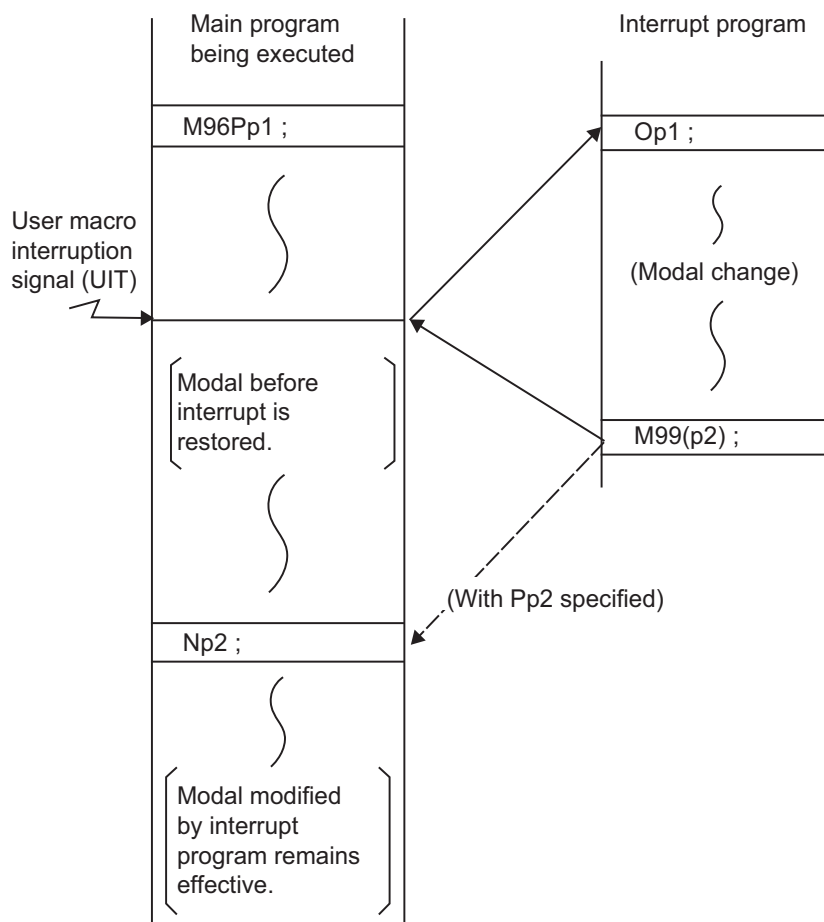 Main program
being executed
Interrupt program
M96Pp1 ;
Op1 ;
User macro
interruption
signal (UIT)
(Modal change)
Modal before
interrupt is
restored.
M99(p2) ;
(With Pp2 specified)
Np2 ;
Modal modified
by interrupt
program remains
effective.